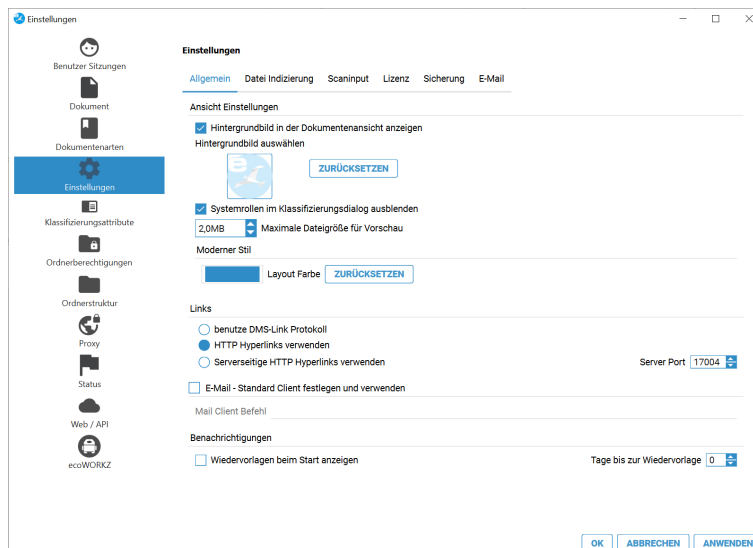 Einstellungen
Benutzer Sitzungen
Dokument
Dokumentenarten
Einstellungen
Klassifizierungsattribute
Ordnerberechtigungen
Ordnerstruktur
Proxy
Status
Web / API
ecoWORKZ
Einstellungen
Allgemein Datei Indizierung Scaninput Lizenz Sicherung E-Mail
Ansicht Einstellungen
Hintergrundbild in der Dokumentenansicht anzeigen
Hintergrundbild auswählen
e
ZURÜCKSETZEN
Systemrollen im Klassifizierungsdialog ausblenden
2,0MB Maximale Dateigröße für Vorschau
Moderner Stil
Layout Farbe ZURÜCKSETZEN
Links
benutze DMS-Link Protokoll
HTTP Hyperlinks verwenden
Serverseitige HTTP Hyperlinks verwenden Server Port 17004
E-Mail - Standard Client festlegen und verwenden
Mail Client Befehl
Benachrichtigungen
Wiedervorlagen beim Start anzeigen Tage bis zur Wiedervorlage 0
OK ABBRECHEN ANWENDEN